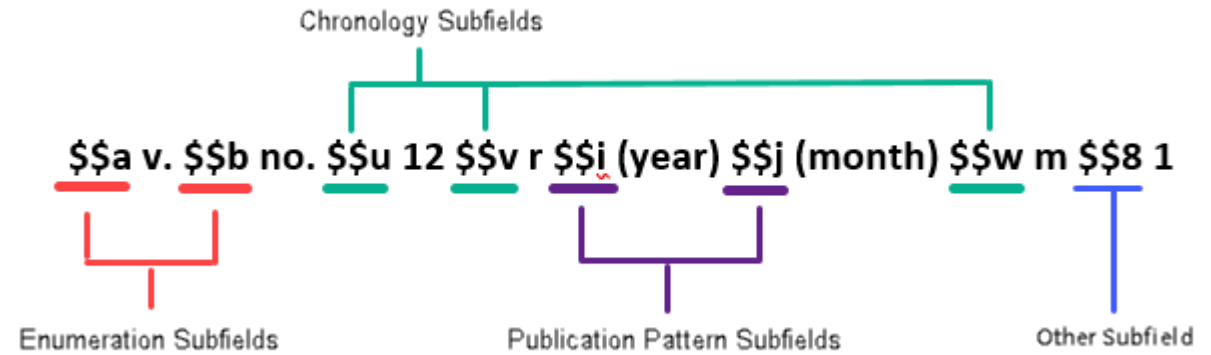 Chronology Subfields
$$a v. $$b no. $$u 12 $$v r $$i (year) $$j (month) $$w m $$8 1
Enumeration Subfields
Publication Pattern Subfields
Other Subfield